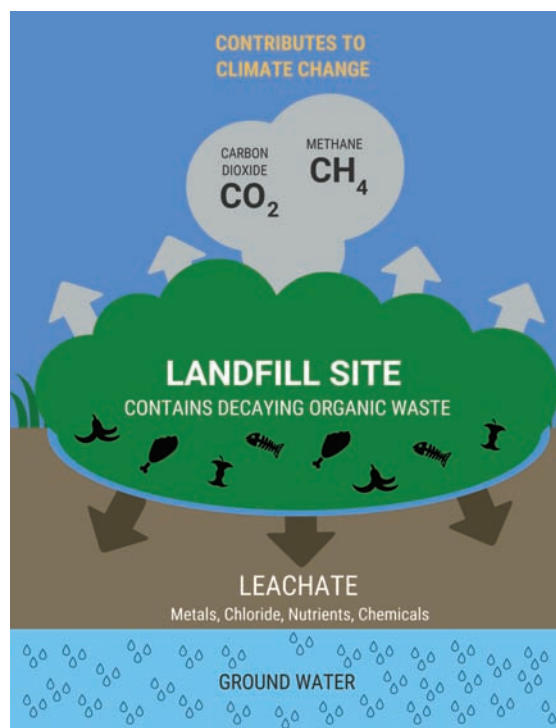 CONTRIBUTES TO
CLIMATE CHANGE
CARBON
DIOXIDE
CO₂
METHANE
CH₄
LANDFILL SITE
CONTAINS DECAYING ORGANIC WASTE
LEACHATE
Metals, Chloride, Nutrients, Chemicals
GROUND WATER